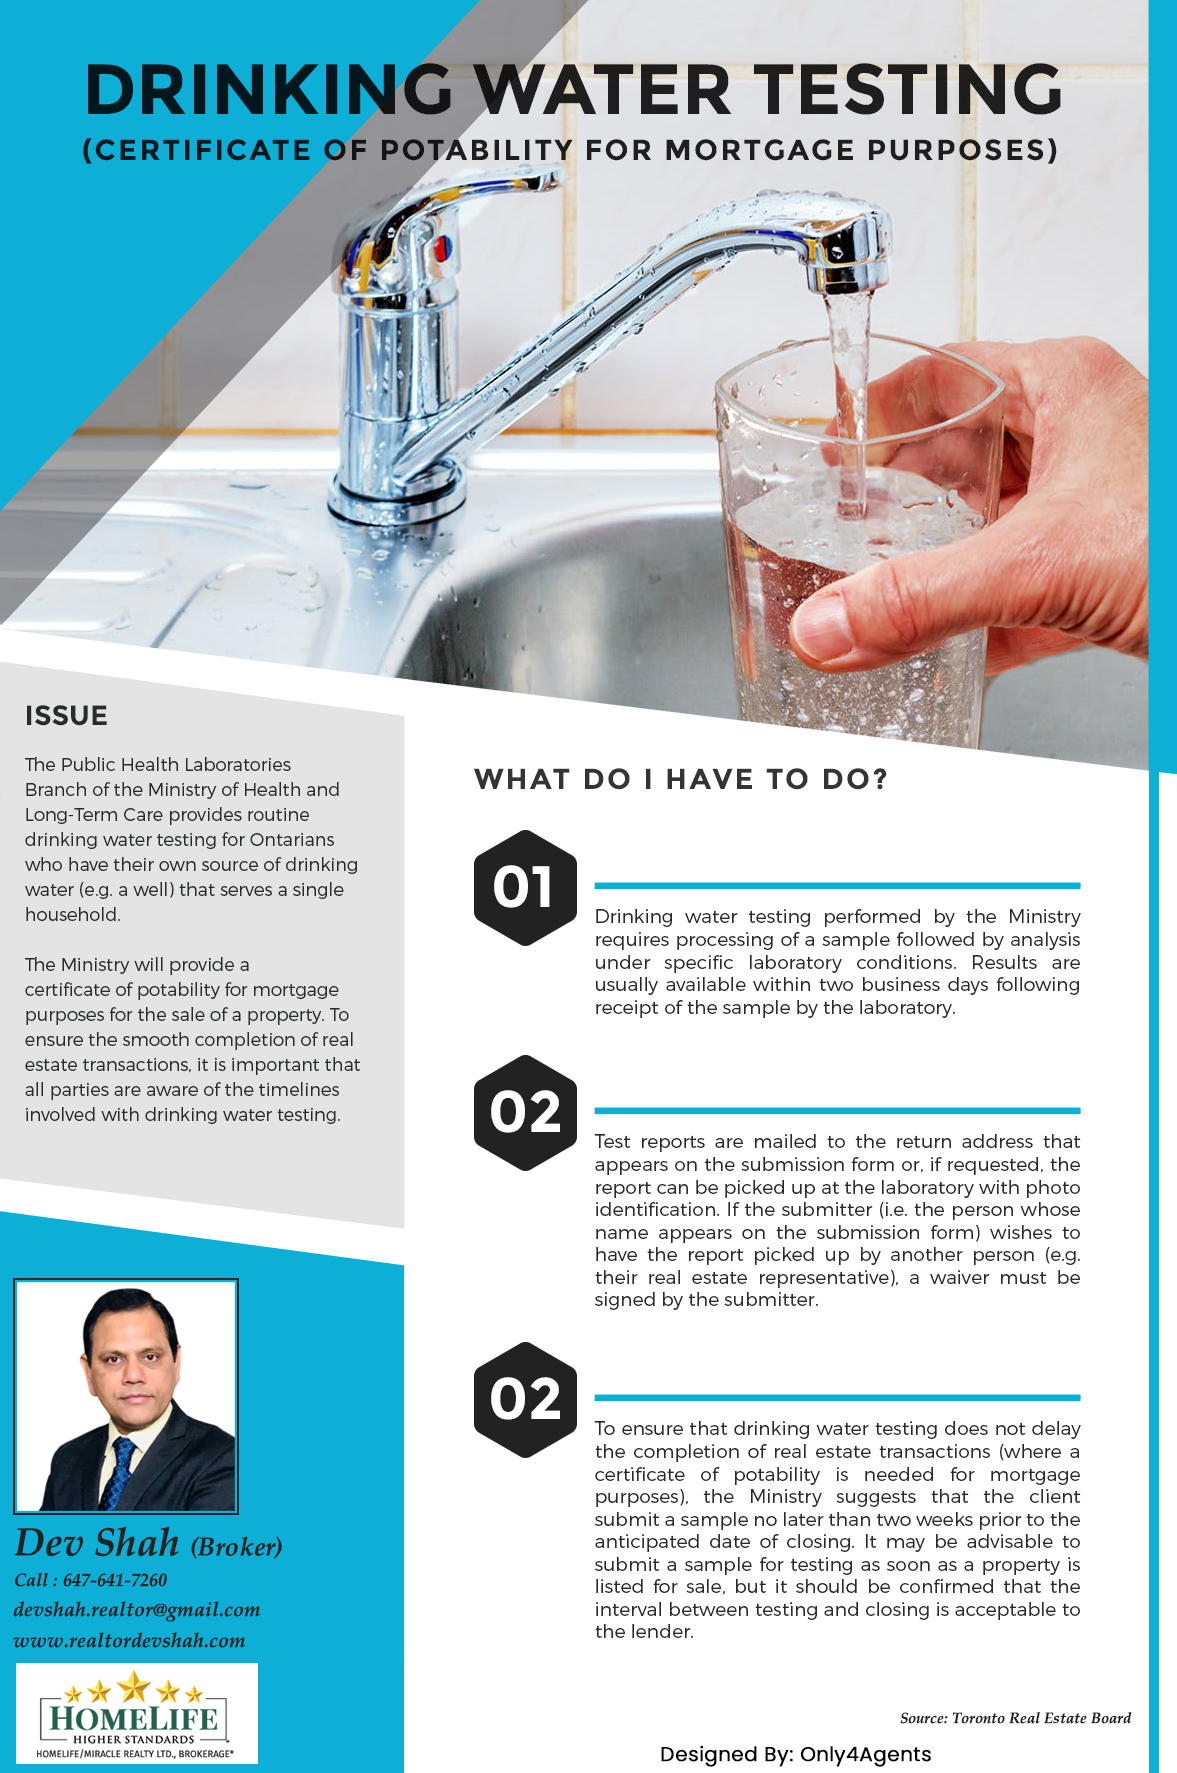 DRINKING WATER TESTING
(CERTIFICATE OF POTABILITY FOR MORTGAGE PURPOSES)
ISSUE
The Public Health Laboratories
Branch of the Ministry of Health and
Long-Term Care provides routine
drinking water testing for Ontarians
who have their own source of drinking
water (e.g. a well) that serves a single
household.
The Ministry will provide a
certificate of potability for mortgage
purposes for the sale of a property. To
ensure the smooth completion of real
estate transactions, it is important that
all parties are aware of the timelines
involved with drinking water testing.
WHAT DO I HAVE TO DO?
01
Drinking water testing performed by the Ministry
requires processing of a sample followed by analysis
under specific laboratory conditions. Results are
usually available within two business days following
receipt of the sample by the laboratory.
02
Test reports are mailed to the return address that
appears on the submission form or, if requested, the
report can be picked up at the laboratory with photo
identification. If the submitter (i.e. the person whose
name appears on the submission form) wishes to
have the report picked up by another person (e.g.
their real estate representative), a waiver must be
signed by the submitter.
02
To ensure that drinking water testing does not delay
the completion of real estate transactions (where a
certificate of potability is needed for mortgage
purposes), the Ministry suggests that the client
submit a sample no later than two weeks prior to the
anticipated date of closing. It may be advisable to
submit a sample for testing as soon as a property is
listed for sale, but it should be confirmed that the
interval between testing and closing is acceptable to
the lender.
Dev Shah (Broker)
Call : 647-641-7260
devshah.realtor@gmail.com
www.realtordevshah.com
HOMELIFE
HIGHER STANDARDS
HOMELIFE/MIRACLE REALTY LTD., BROKERAGE*
Source: Toronto Real Estate Board
Designed By: Only4Agents